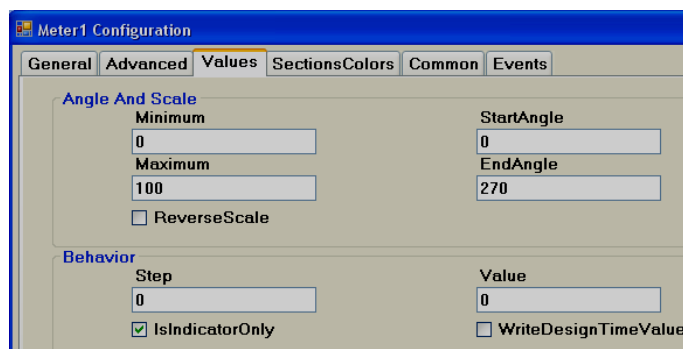 Meter1 Configuration
General Advanced Values SectionsColors Common Events
Angle And Scale
Minimum StartAngle
0 0
Maximum EndAngle
100 270
ReverseScale
Behavior
Step Value
0 0
IsIndicatorOnly WriteDesignTimeValue